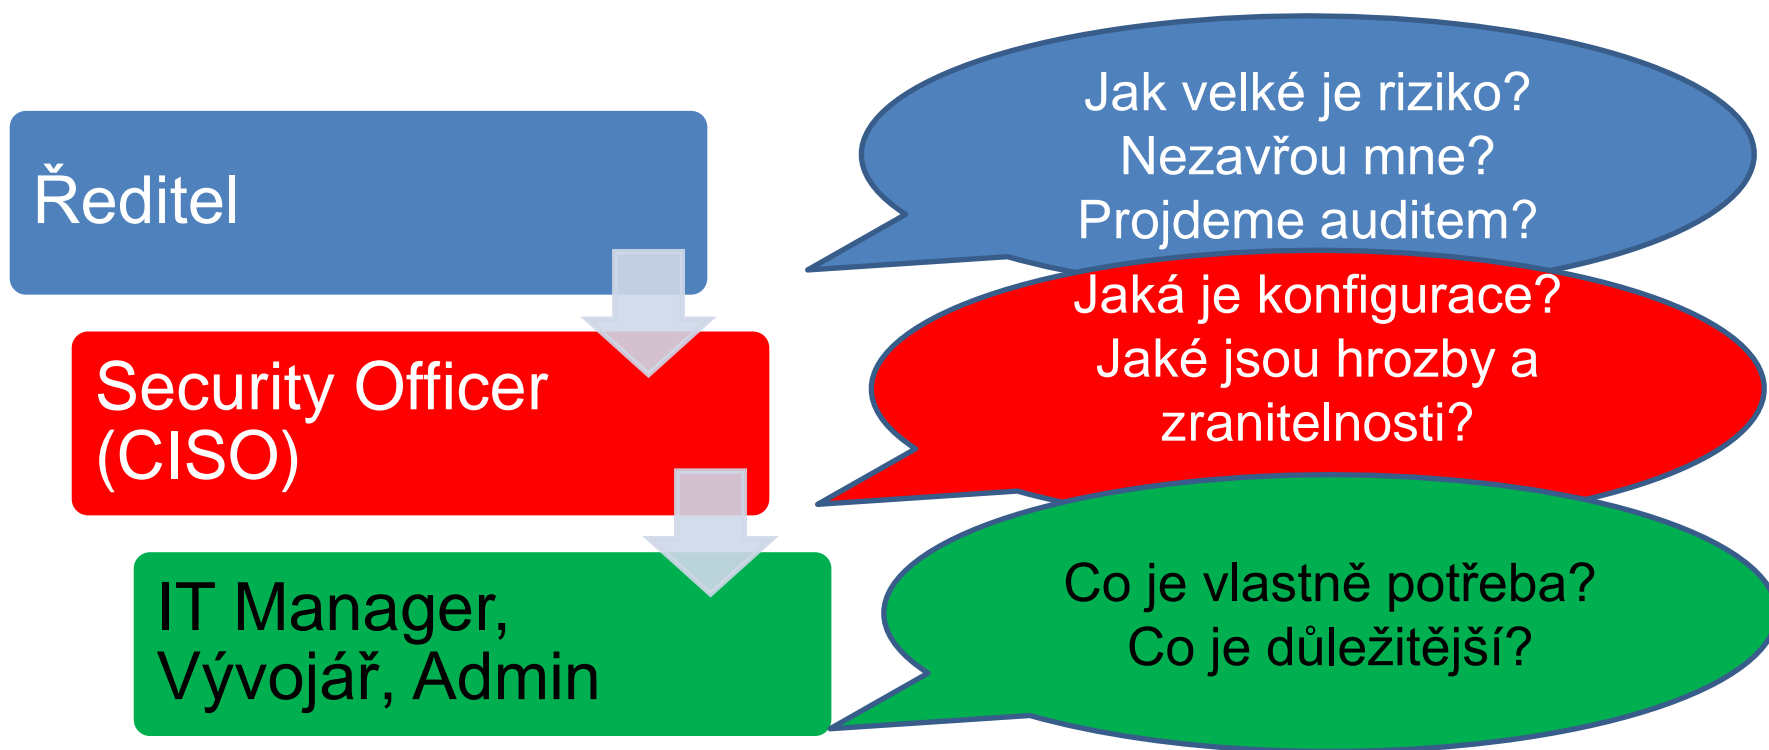 Ředitel
Jak velké je riziko?
Nezavřou mne?
Projdeme auditem?
Security Officer
(CISO)
Jaká je konfigurace?
Jaké jsou hrozby a
zranitelnosti?
IT Manager,
Vývojář, Admin
Co je vlastně potřeba?
Co je důležitější?